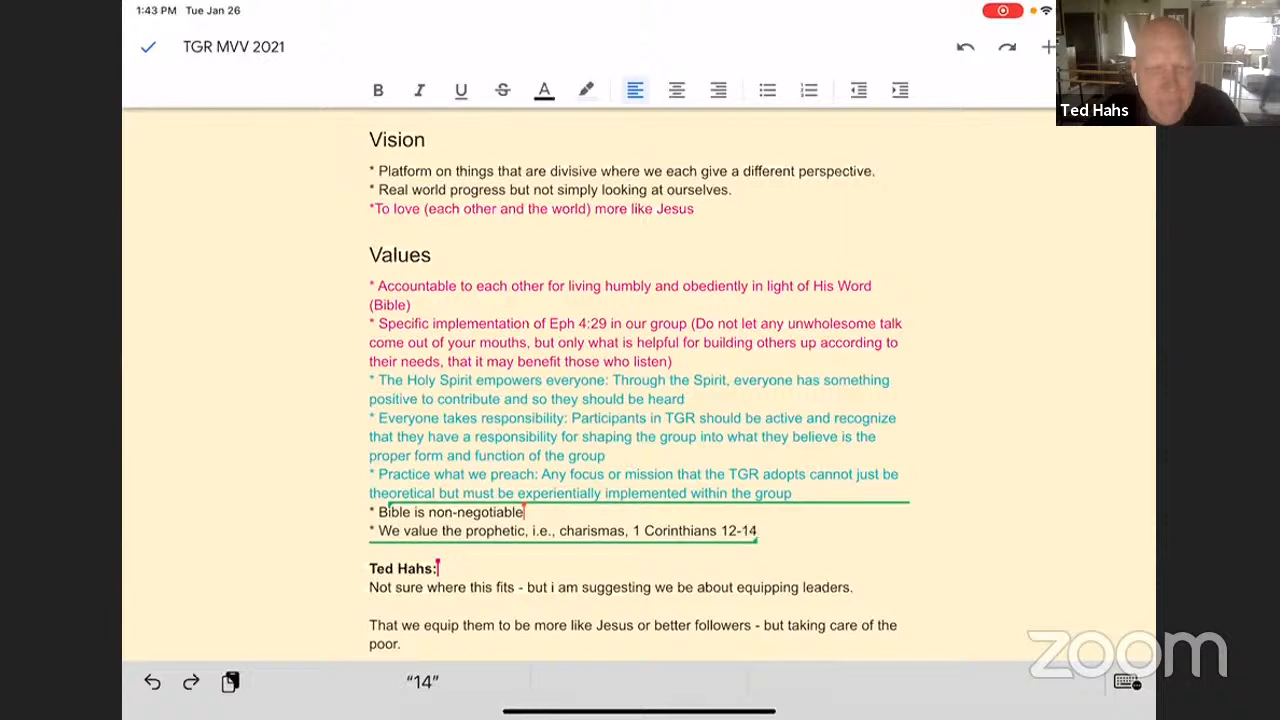 1:43 PM Tue Jan 26
TGR MVV 2021
B I U S A
Ted Hahs
Vision
* Platform on things that are divisive where we each give a different perspective.
* Real world progress but not simply looking at ourselves.
*To love (each other and the world) more like Jesus
Values
* Accountable to each other for living humbly and obediently in light of His Word
(Bible)
* Specific implementation of Eph 4:29 in our group (Do not let any unwholesome talk
come out of your mouths, but only what is helpful for building others up according to
their needs, that it may benefit those who listen)
* The Holy Spirit empowers everyone: Through the Spirit, everyone has something
positive to contribute and so they should be heard
* Everyone takes responsibility: Participants in TGR should be active and recognize
that they have a responsibility for shaping the group into what they believe is the
proper form and function of the group
* Practice what we preach: Any focus or mission that the TGR adopts cannot just be
theoretical but must be experientially implemented within the group
* Bible is non-negotiable
* We value the prophetic, i.e., charismas, 1 Corinthians 12-14
Ted Hahs:
Not sure where this fits - but i am suggesting we be about equipping leaders.
That we equip them to be more like Jesus or better followers - but taking care of the
poor.
zoom
“14”